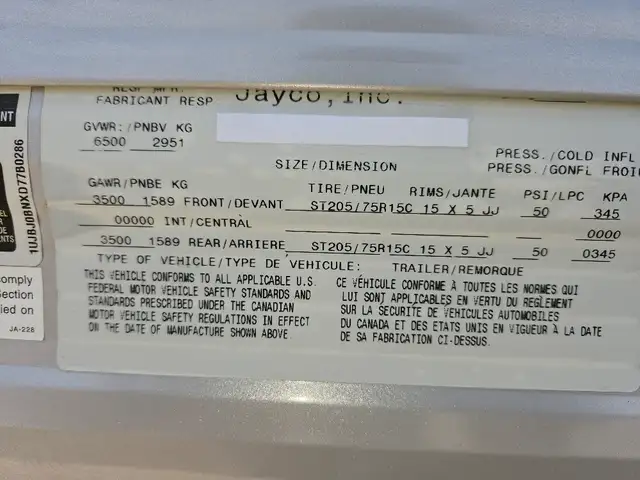 RESP MFR.
FABRICANT RESP Jayco, Inc.
GVWR:/PNBV KG
6500 2951
SIZE/DIMENSION PRESS./COLD INFL
PRESS./GONFL FROI
GAWR/PNBE KG TIRE/PNEU RIMS/JANTE PSI/LPC KPA
3500 1589 FRONT/DEVANT ST205/75R15C 15 X 5 JJ 50 345
00000 INT/CENTRAL 0000
3500 1589 REAR/ARRIERE ST205/75R15C 15 X 5 JJ 50 0345
TYPE OF VEHICLE/TYPE DE VEHICULE: TRAILER/REMORQUE
THIS VEHICLE CONFORMS TO ALL APPLICABLE U.S.
FEDERAL MOTOR VEHICLE SAFETY STANDARDS AND
STANDARDS PRESCRIBED UNDER THE CANADIAN
MOTOR VEHICLE SAFETY REGULATIONS IN EFFECT
ON THE DATE OF MANUFACTURE SHOWN ABOVE.
CE VÉHICULE CONFORME À TOUTES LES NORMES QUI
LUI SONT APPLICABLES EN VERTU DU REGLEMENT
SUR LA SECURITE DE VEHICULES AUTOMOBILES
DU CANADA ET DES ETATS UNIS EN VIGUEUR À LA DATE
DE SA FABRICATION CI-DESSUS.
1UJBJ0BNXD77B0286
comply
Section
ied on
JA-228